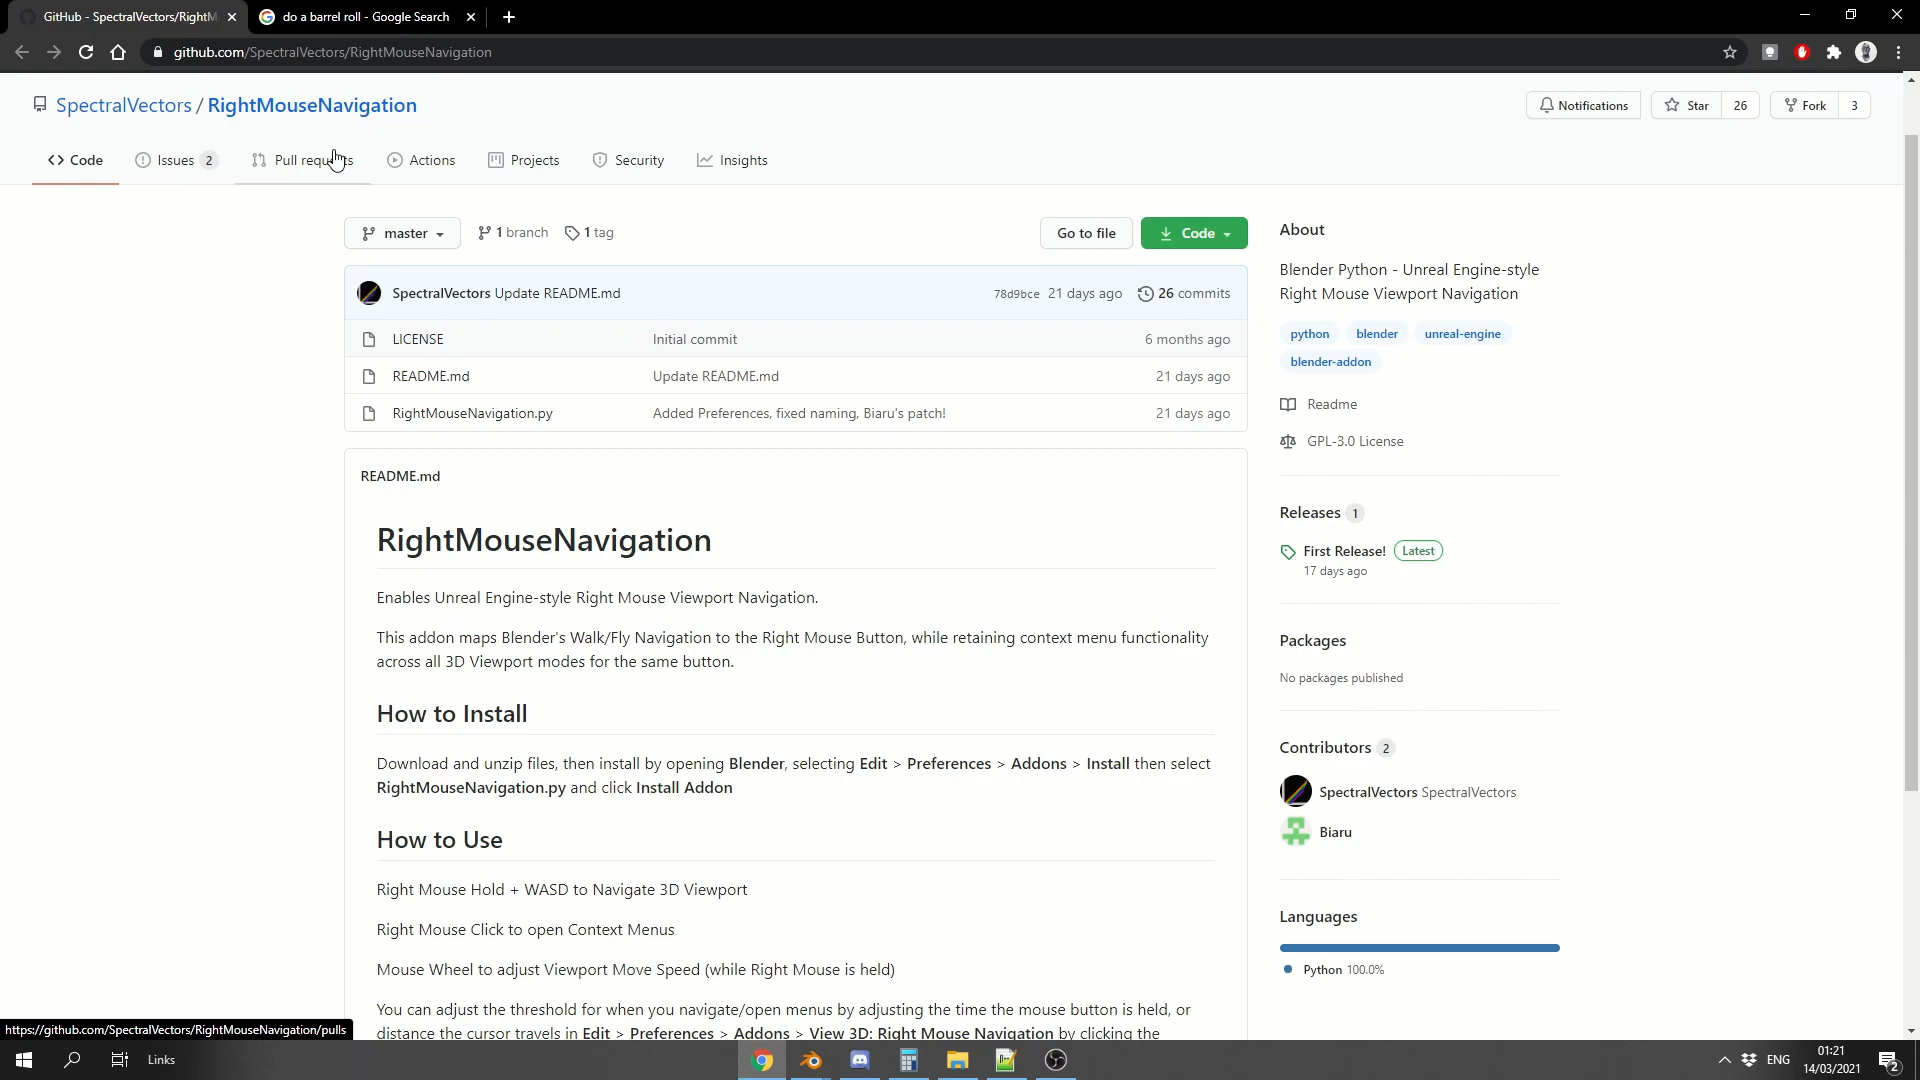 GitHub - SpectralVectors/RightM
do a barrel roll - Google Search
github.com/SpectralVectors/RightMouseNavigation
SpectralVectors / RightMouseNavigation
Notifications
Star 26
Fork 3
Code
Issues 2
Pull requests
Actions
Projects
Security
Insights
master
1 branch
1 tag
Go to file
Code
SpectralVectors Update README.md
78d9bce 21 days ago
26 commits
LICENSE Initial commit 6 months ago
README.md Update README.md 21 days ago
RightMouseNavigation.py Added Preferences, fixed naming, Biaru's patch! 21 days ago
README.md
RightMouseNavigation
Enables Unreal Engine-style Right Mouse Viewport Navigation.
This addon maps Blender's Walk/Fly Navigation to the Right Mouse Button, while retaining context menu functionality
across all 3D Viewport modes for the same button.
How to Install
Download and unzip files, then install by opening Blender, selecting Edit > Preferences > Addons > Install then select
RightMouseNavigation.py and click Install Addon
How to Use
Right Mouse Hold + WASD to Navigate 3D Viewport
Right Mouse Click to open Context Menus
Mouse Wheel to adjust Viewport Move Speed (while Right Mouse is held)
You can adjust the threshold for when you navigate/open menus by adjusting the time the mouse button is held, or
distance the cursor travels in Edit > Preferences > Addons > View 3D: Right Mouse Navigation by clicking the
About
Blender Python - Unreal Engine-style
Right Mouse Viewport Navigation
python blender unreal-engine
blender-addon
Readme
GPL-3.0 License
Releases 1
First Release! Latest
17 days ago
Packages
No packages published
Contributors 2
SpectralVectors SpectralVectors
Biaru
Languages
Python 100.0%
https://github.com/SpectralVectors/RightMouseNavigation/pulls
Links
ENG
01:21
14/03/2021
2